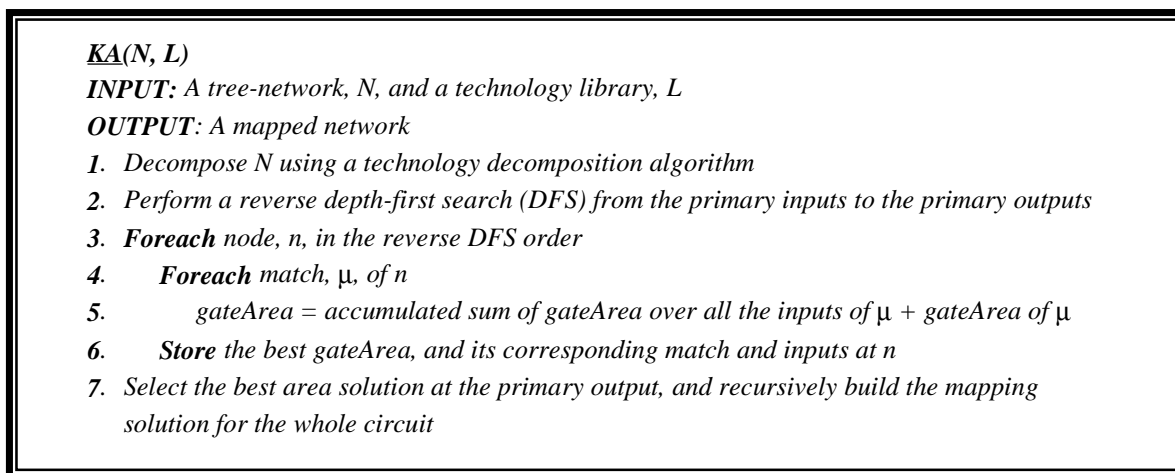 KA(N, L)
INPUT: A tree-network, N, and a technology library, L
OUTPUT: A mapped network
1. Decompose N using a technology decomposition algorithm
2. Perform a reverse depth-first search (DFS) from the primary inputs to the primary outputs
3. Foreach node, n, in the reverse DFS order
4. Foreach match, μ, of n
5. gateArea = accumulated sum of gateArea over all the inputs of μ + gateArea of μ
6. Store the best gateArea, and its corresponding match and inputs at n
7. Select the best area solution at the primary output, and recursively build the mapping
solution for the whole circuit